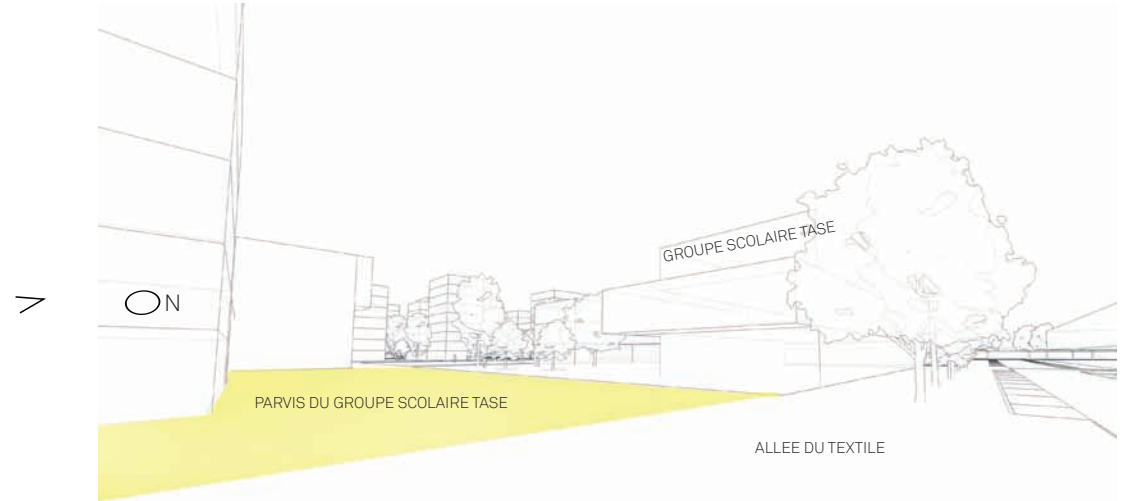 GROUPE SCOLAIRE TASE
N
PARVIS DU GROUPE SCOLAIRE TASE
ALLEE DU TEXTILE